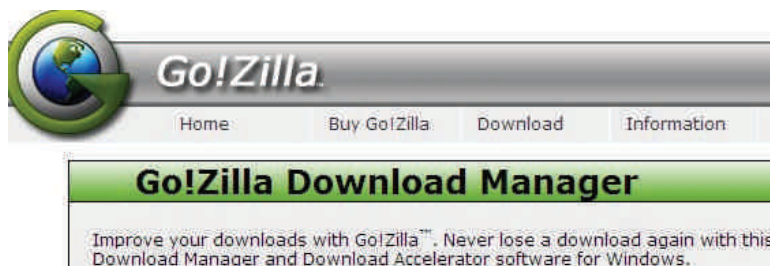 Go!Zilla.
Home Buy Go!Zilla Download Information
Go!Zilla Download Manager
Improve your downloads with Go!Zilla™. Never lose a download again with this
Download Manager and Download Accelerator software for Windows.